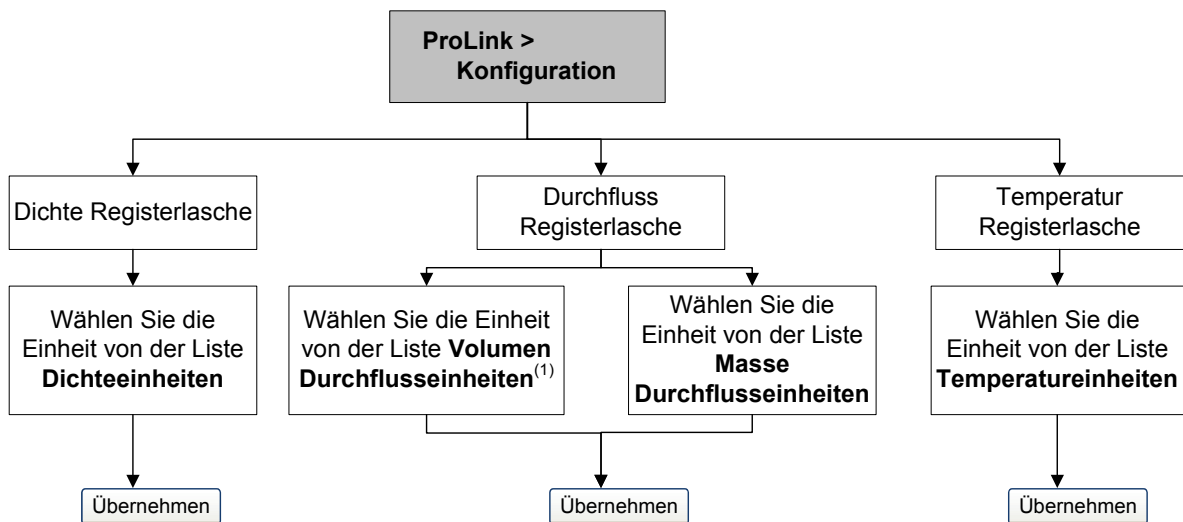 ProLink >
Konfiguration
Dichte Registerlasche
Durchfluss
Registerlasche
Temperatur
Registerlasche
Wählen Sie die
Einheit von der Liste
Dichteeinheiten
Wählen Sie die Einheit
von der Liste Volumen
Durchflusseinheiten(1)
Wählen Sie die
Einheit von der Liste
Masse
Durchflusseinheiten
Wählen Sie die
Einheit von der Liste
Temperatureinheiten
Übernehmen
Übernehmen
Übernehmen